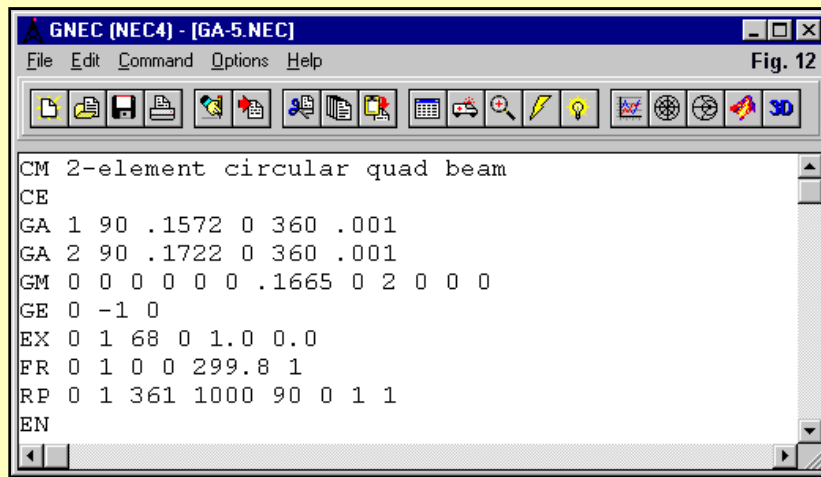 GNEC (NEC4) - [GA-5.NEC]
File Edit Command Options Help Fig. 12
3D
CM 2-element circular quad beam
CE
GA 1 90 .1572 0 360 .001
GA 2 90 .1722 0 360 .001
GM 0 0 0 0 0 0 .1665 0 2 0 0 0
GE 0 -1 0
EX 0 1 68 0 1.0 0.0
FR 0 1 0 0 299.8 1
RP 0 1 361 1000 90 0 1 1
EN